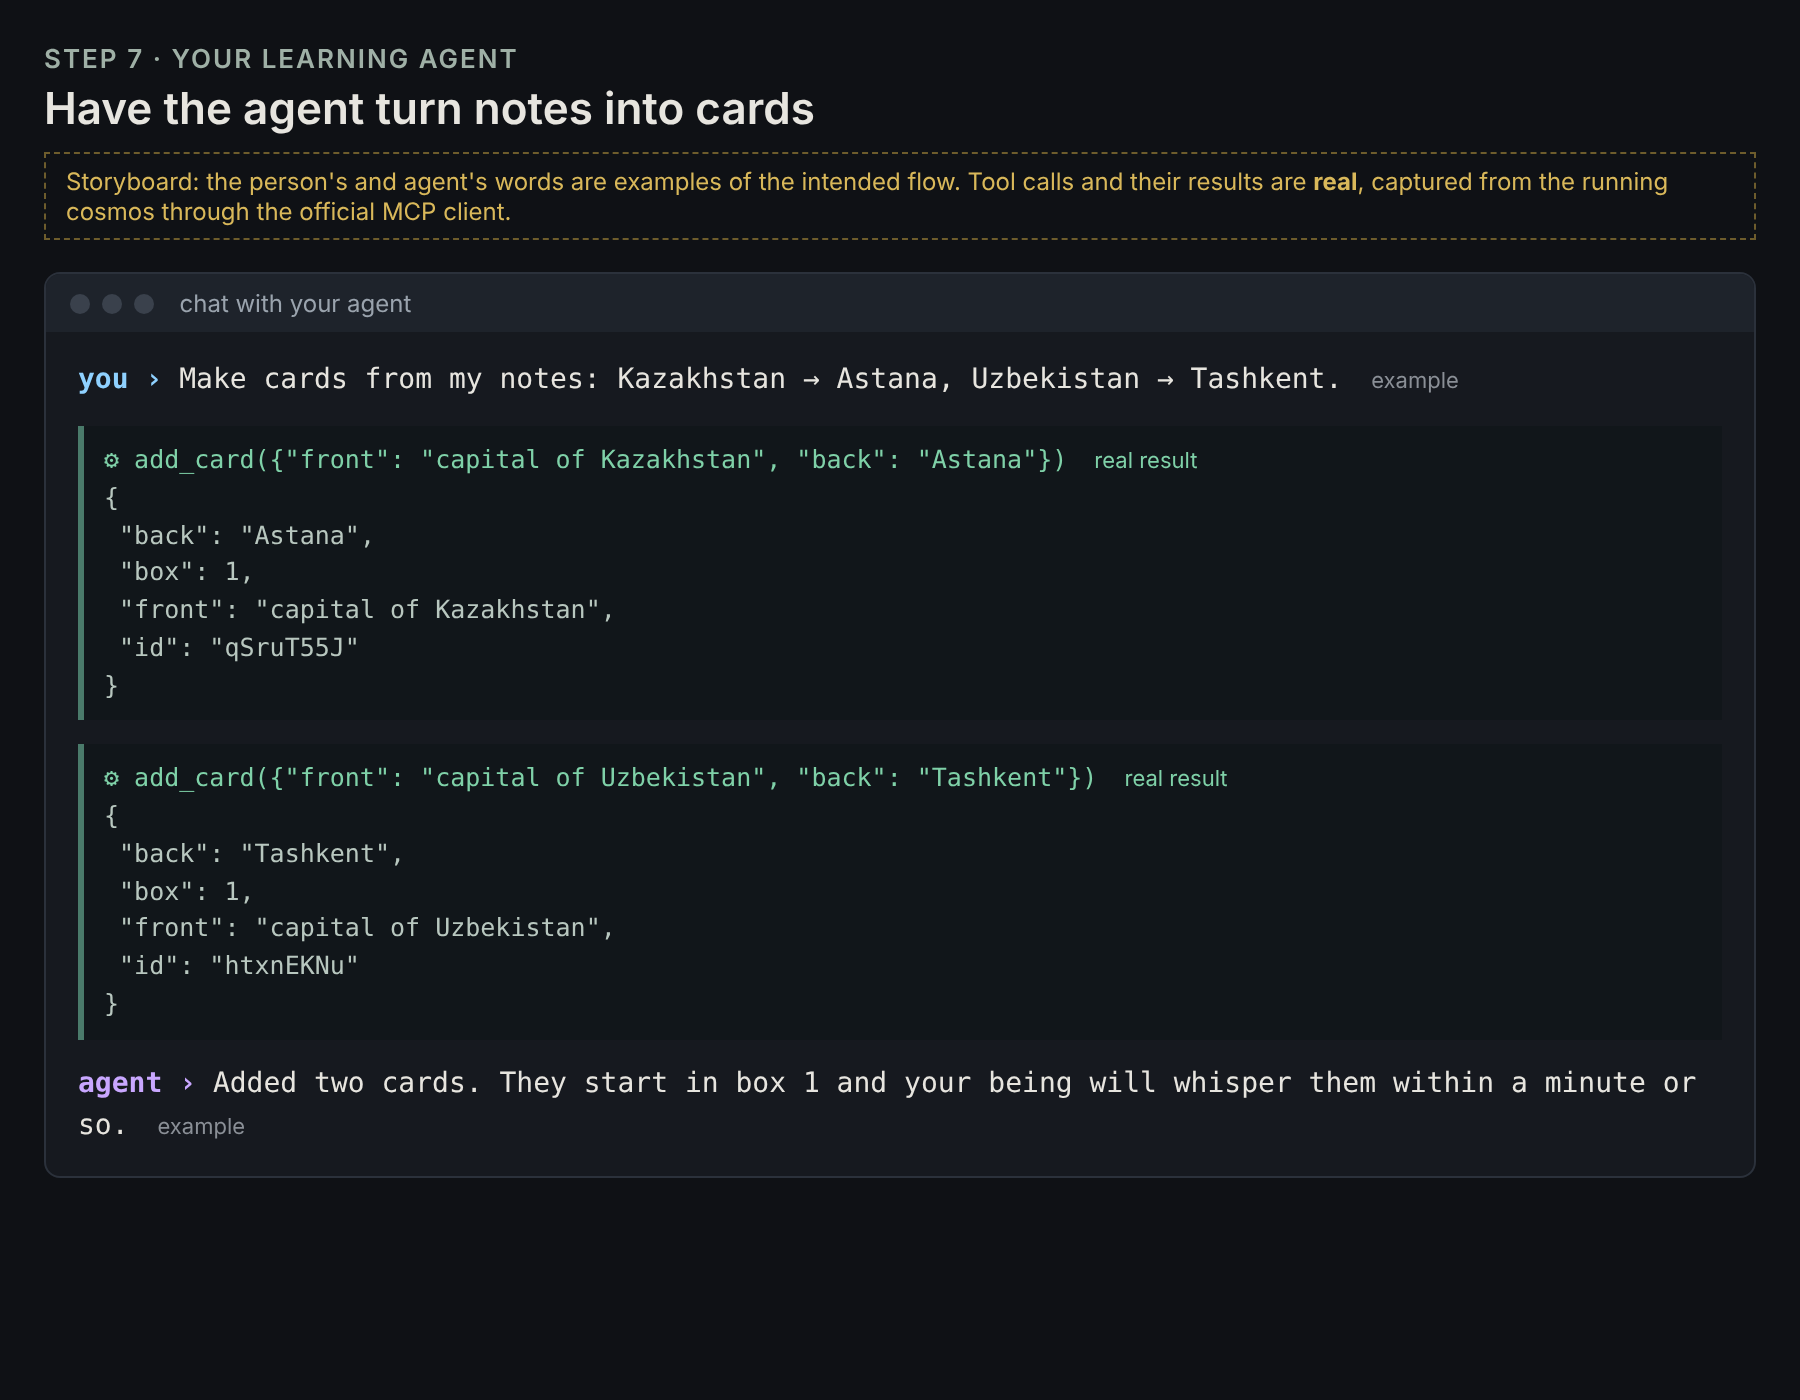 STEP 7 · YOUR LEARNING AGENT
Have the agent turn notes into cards
Storyboard: the person's and agent's words are examples of the intended flow. Tool calls and their results are real, captured from the running
cosmos through the official MCP client.
chat with your agent
you › Make cards from my notes: Kazakhstan → Astana, Uzbekistan → Tashkent. example
⚙ add_card({"front": "capital of Kazakhstan", "back": "Astana"}) real result
{
"back": "Astana",
"box": 1,
"front": "capital of Kazakhstan",
"id": "qSruT55J"
}
⚙ add_card({"front": "capital of Uzbekistan", "back": "Tashkent"}) real result
{
"back": "Tashkent",
"box": 1,
"front": "capital of Uzbekistan",
"id": "htxnEKNu"
}
agent › Added two cards. They start in box 1 and your being will whisper them within a minute or
so. example